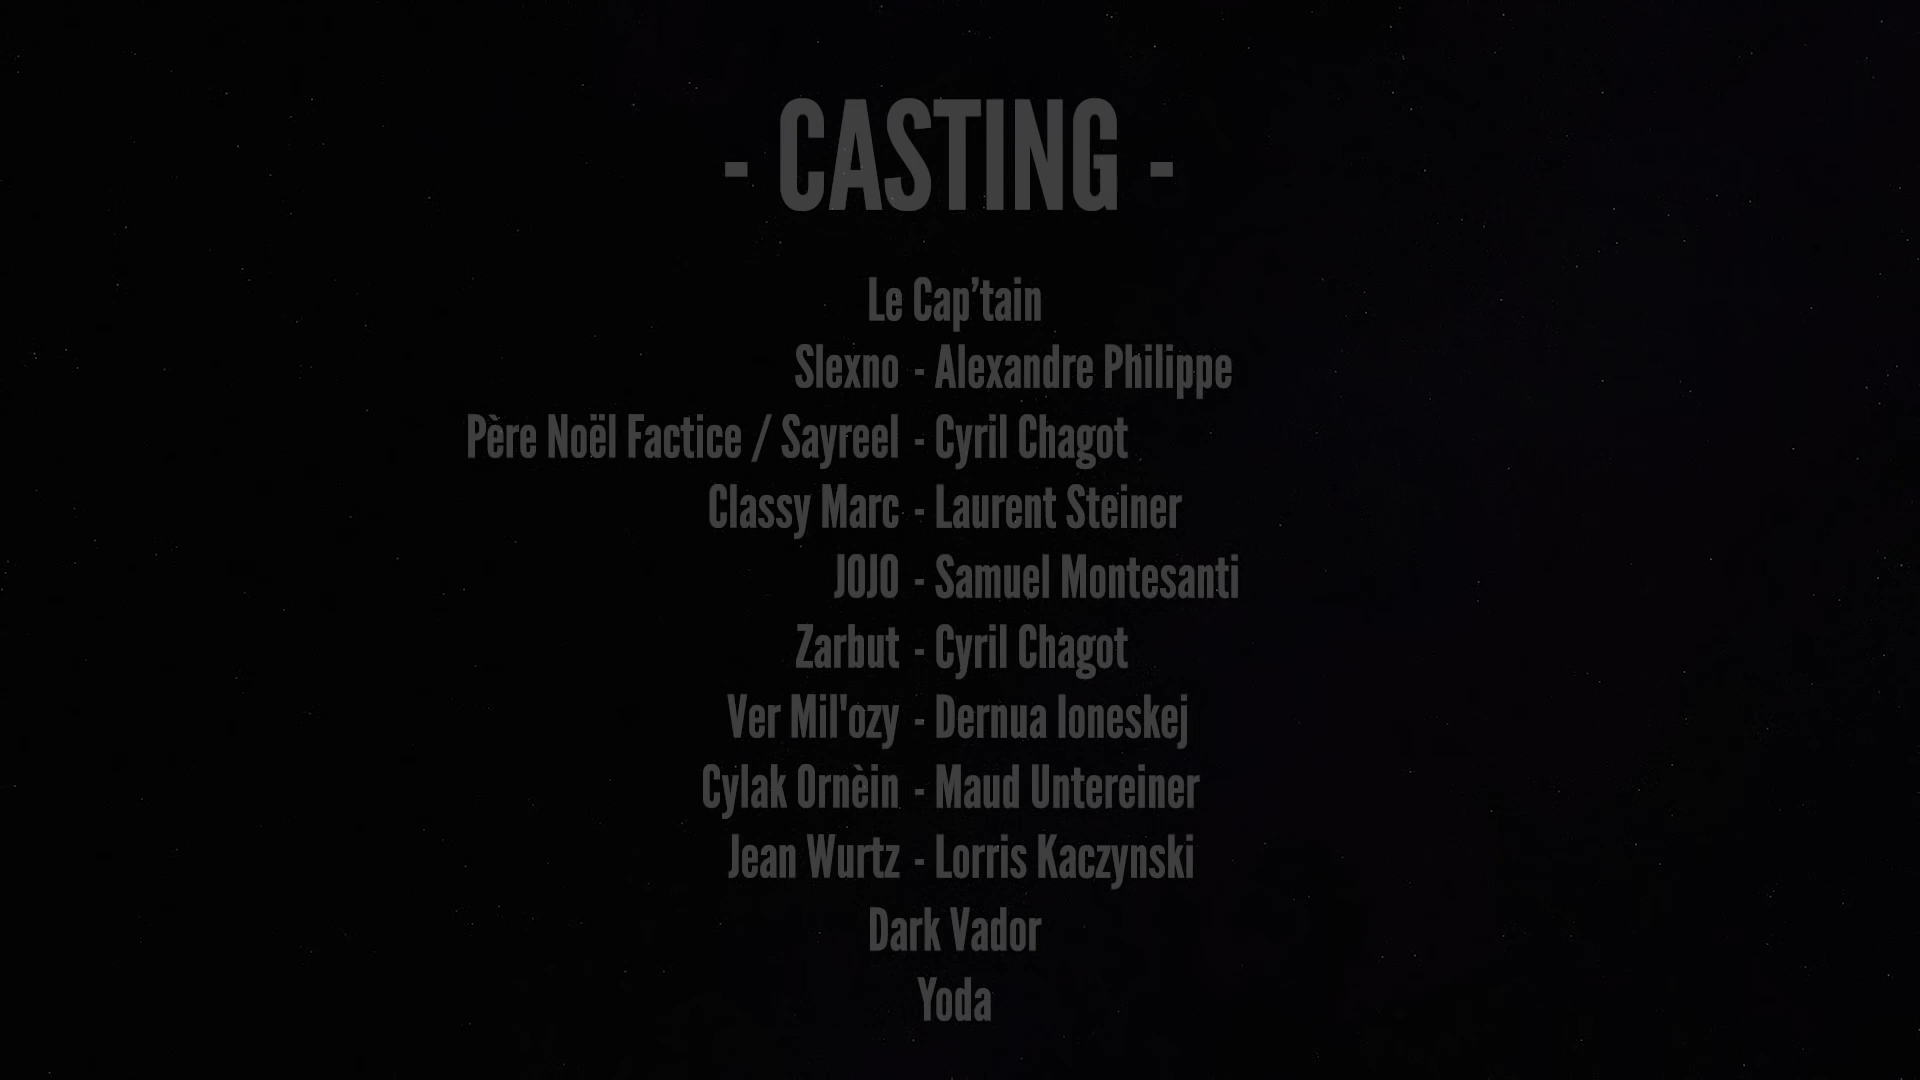 - CASTING -
Le Cap’tain
Slexno - Alexandre Philippe
Père Noël Factice / Sayreel - Cyril Chagot
Classy Marc - Laurent Steiner
JOJO - Samuel Montesanti
Zarbut - Cyril Chagot
Ver Mil'ozy - Dernua Ioneskej
Cylak Ornèin - Maud Untereiner
Jean Wurtz - Lorris Kaczynski
Dark Vador
Yoda